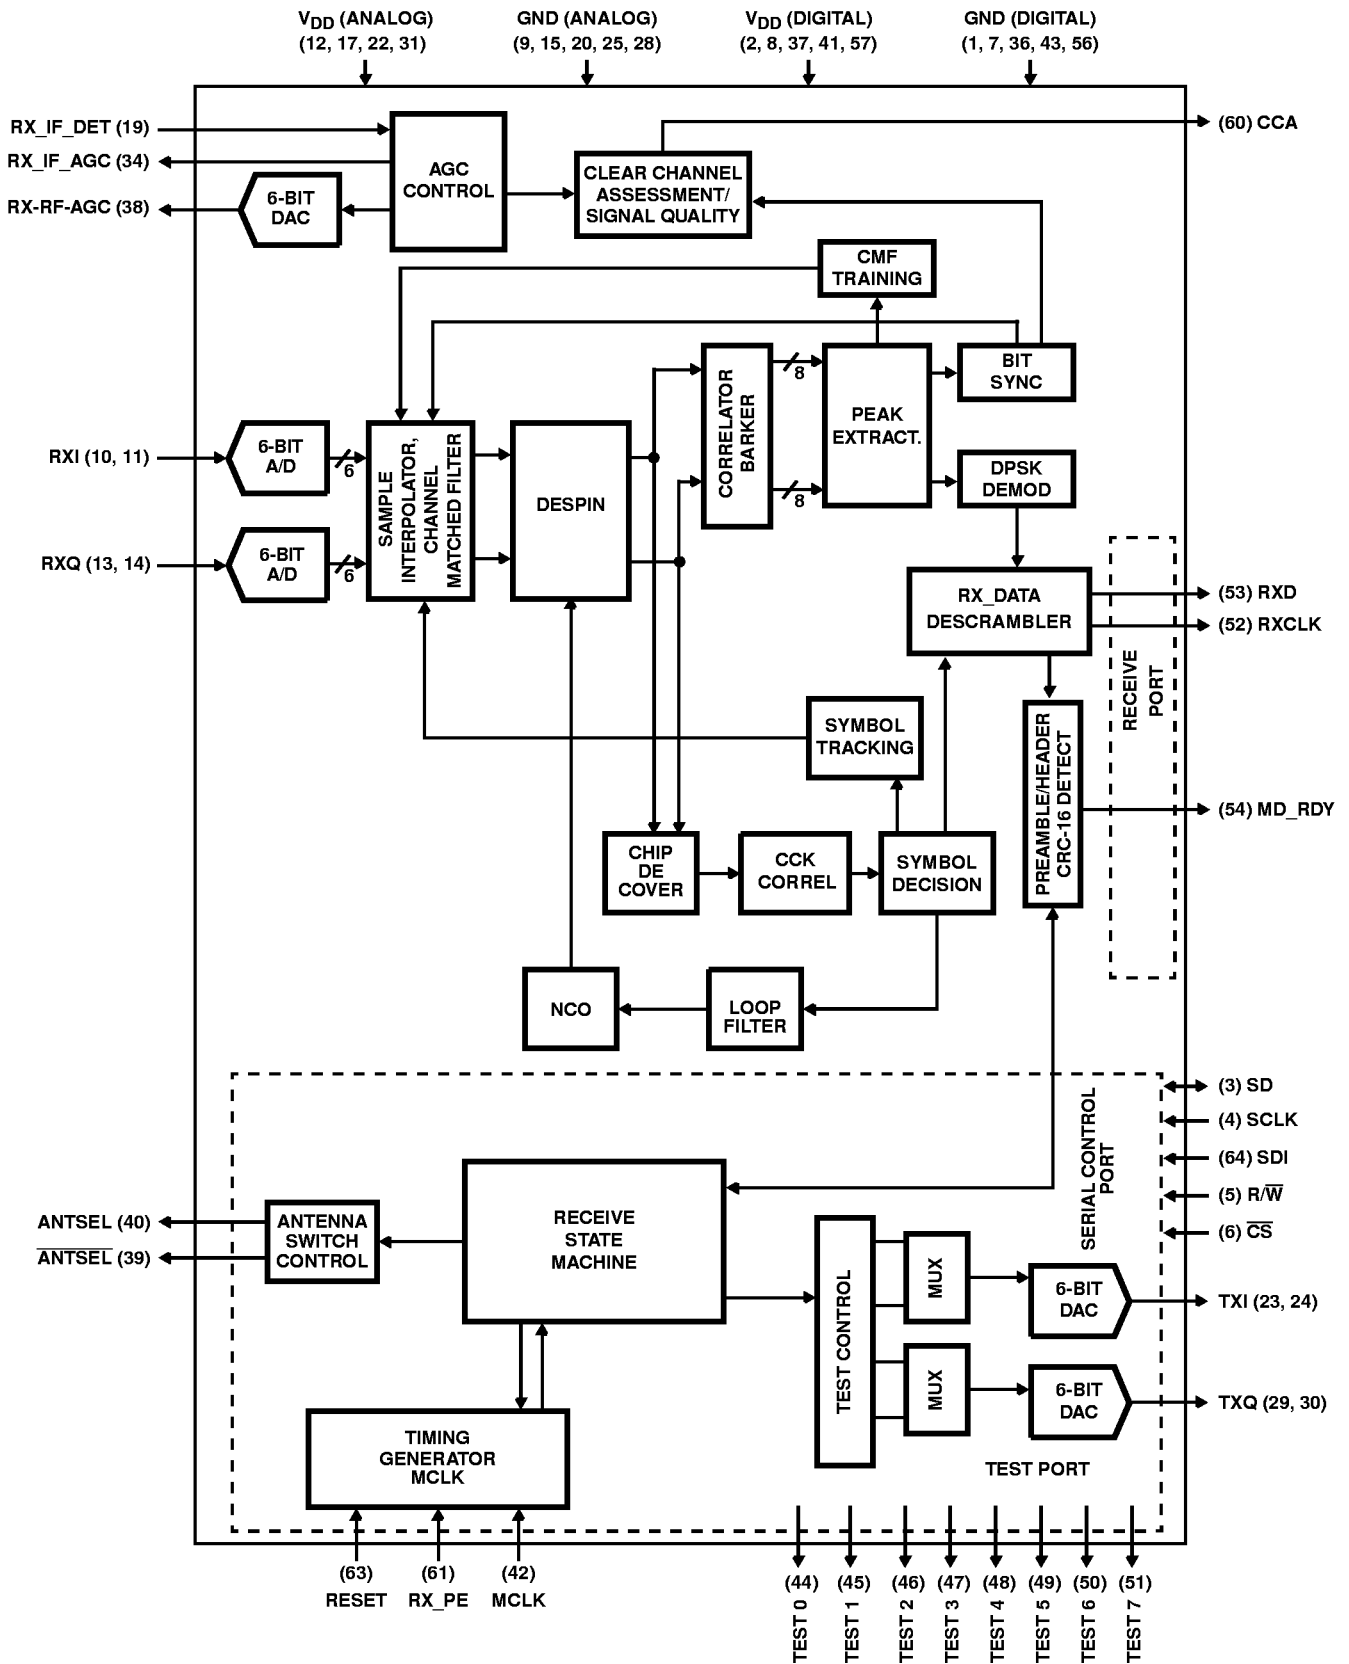 VDD (ANALOG)
(12, 17, 22, 31)
GND (ANALOG)
(9, 15, 20, 25, 28)
VDD (DIGITAL)
(2, 8, 37, 41, 57)
GND (DIGITAL)
(1, 7, 36, 43, 56)
RX_IF_DET (19)
RX_IF_AGC (34)
RX-RF-AGC (38)
6-BIT
DAC
AGC
CONTROL
CLEAR CHANNEL
ASSESSMENT/
SIGNAL QUALITY
(60) CCA
CMF
TRAINING
RXI (10, 11)
6-BIT
A/D
6
RXQ (13, 14)
6-BIT
A/D
6
SAMPLE
INTERPOLATOR,
CHANNEL
MATCHED FILTER
DESPIN
CORRELATOR
BARKER
8
8
PEAK
EXTRACT.
BIT
SYNC
DPSK
DEMOD
RX_DATA
DESCRAMBLER
(53) RXD
(52) RXCLK
RECEIVE
PORT
SYMBOL
TRACKING
PREAMBLE/HEADER
CRC-16 DETECT
(54) MD_RDY
CHIP
DE
COVER
CCK
CORREL
SYMBOL
DECISION
NCO
LOOP
FILTER
(3) SD
(4) SCLK
(64) SDI
(5) R/W̅
(6) C̅S̅
SERIAL CONTROL
PORT
ANTSEL (40)
A̅N̅T̅S̅E̅L̅ (39)
ANTENNA
SWITCH
CONTROL
RECEIVE
STATE
MACHINE
TEST CONTROL
MUX
MUX
6-BIT
DAC
6-BIT
DAC
TXI (23, 24)
TXQ (29, 30)
TEST PORT
TIMING
GENERATOR
MCLK
(63)
RESET
(61)
RX_PE
(42)
MCLK
(44)
TEST 0
(45)
TEST 1
(46)
TEST 2
(47)
TEST 3
(48)
TEST 4
(49)
TEST 5
(50)
TEST 6
(51)
TEST 7